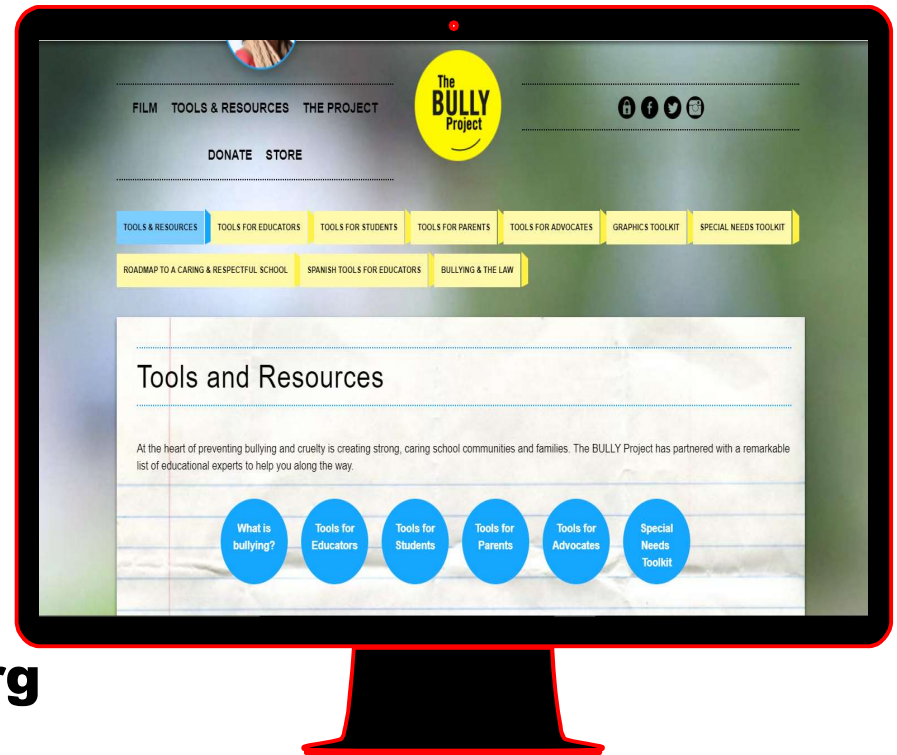 The
BULLY
Project
FILM TOOLS & RESOURCES THE PROJECT
DONATE STORE
TOOLS & RESOURCES TOOLS FOR EDUCATORS TOOLS FOR STUDENTS TOOLS FOR PARENTS TOOLS FOR ADVOCATES GRAPHICS TOOLKIT SPECIAL NEEDS TOOLKIT
ROADMAP TO A CARING & RESPECTFUL SCHOOL SPANISH TOOLS FOR EDUCATORS BULLYING & THE LAW
Tools and Resources
At the heart of preventing bullying and cruelty is creating strong, caring school communities and families. The BULLY Project has partnered with a remarkable
list of educational experts to help you along the way.
What is
bullying?
Tools for
Educators
Tools for
Students
Tools for
Parents
Tools for
Advocates
Special
Needs
Toolkit
rg